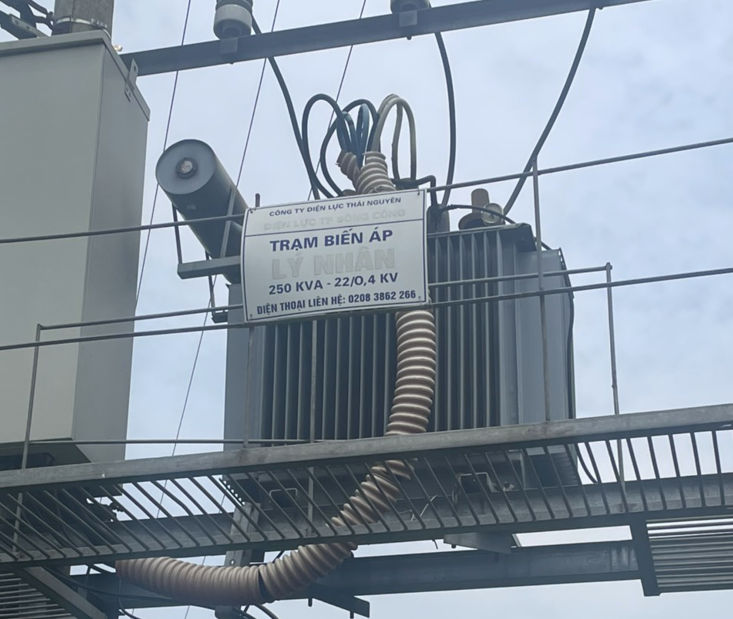 CÔNG TY ĐIỆN LỰC THÁI NGUYÊN
ĐIỆN LỰC TP SÔNG CÔNG
TRẠM BIẾN ÁP
LÝ NHÂN
250 KVA - 22/0,4 KV
ĐIỆN THOẠI LIÊN HỆ: 0208 3862 266